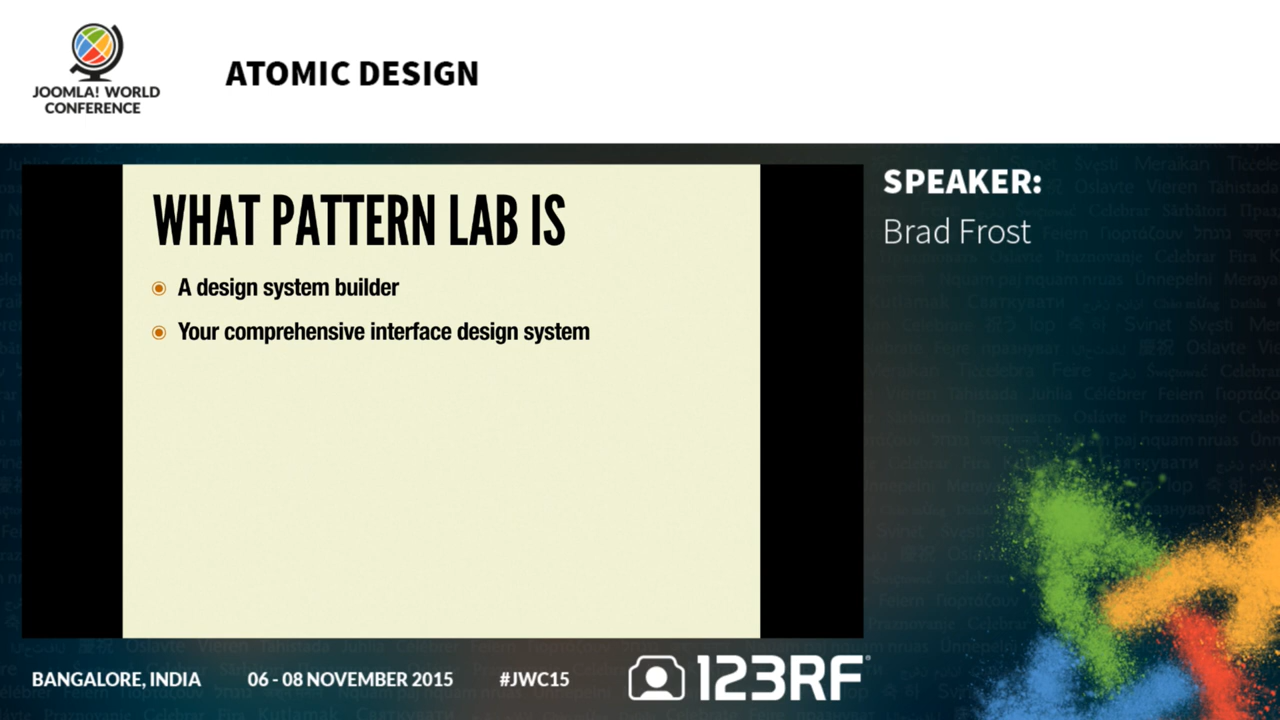 JOOMLA! WORLD
CONFERENCE
ATOMIC DESIGN
WHAT PATTERN LAB IS
A design system builder
Your comprehensive interface design system
SPEAKER:
Brad Frost
BANGALORE, INDIA
06 - 08 NOVEMBER 2015
#JWC15
123RF®